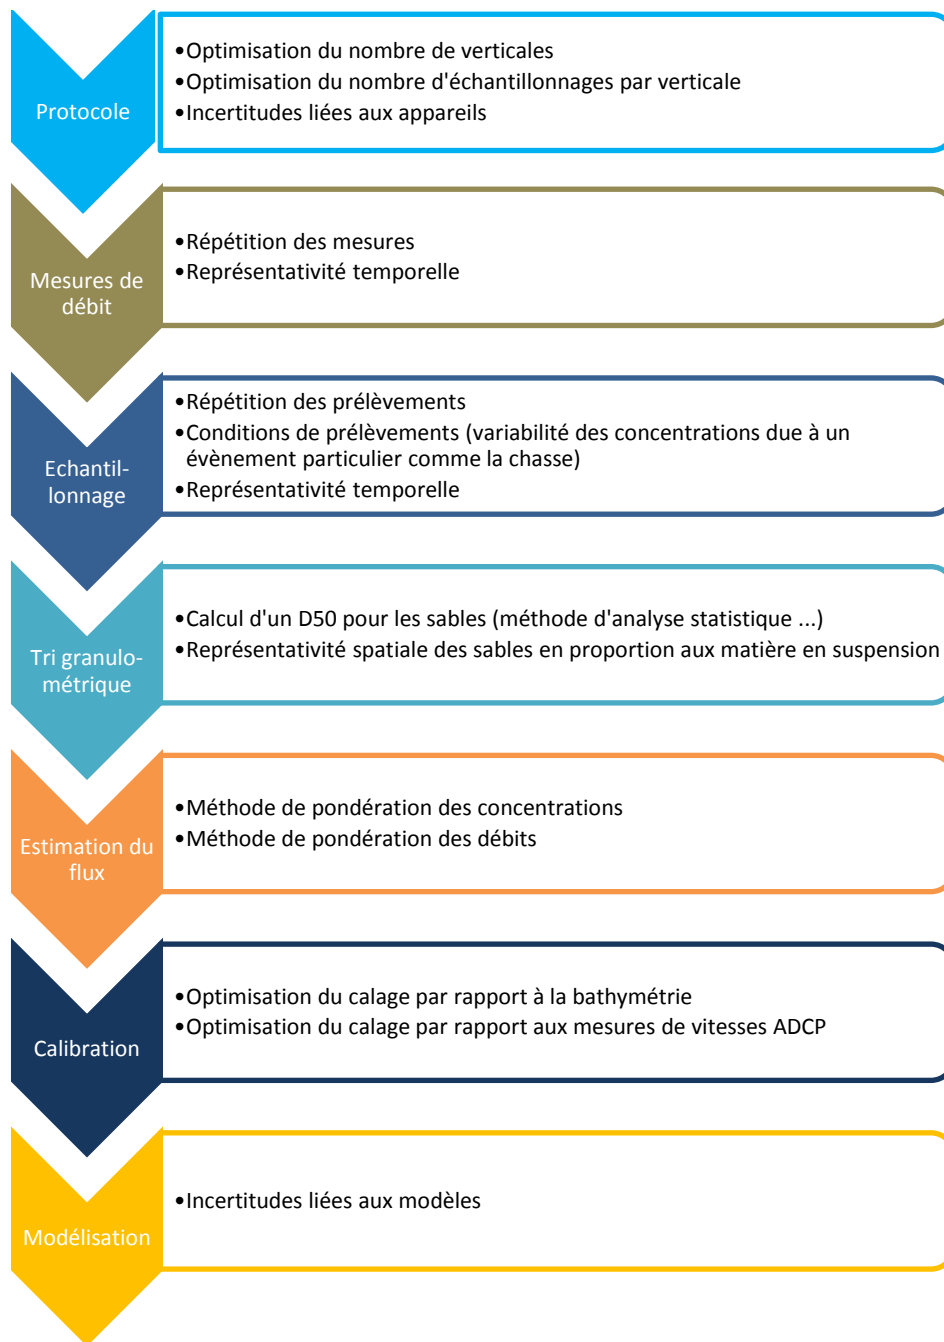 Protocole
•Optimisation du nombre de verticales
•Optimisation du nombre d'échantillonnages par verticale
•Incertitudes liées aux appareils
Mesures de
débit
•Répétition des mesures
•Représentativité temporelle
Echantil-
lonnage
•Répétition des prélèvements
•Conditions de prélèvements (variabilité des concentrations due à un
évènement particulier comme la chasse)
•Représentativité temporelle
Tri granulo-
métrique
•Calcul d'un D50 pour les sables (méthode d'analyse statistique ...)
•Représentativité spatiale des sables en proportion aux matière en suspension
Estimation du
flux
•Méthode de pondération des concentrations
•Méthode de pondération des débits
Calibration
•Optimisation du calage par rapport à la bathymétrie
•Optimisation du calage par rapport aux mesures de vitesses ADCP
Modélisation
•Incertitudes liées aux modèles